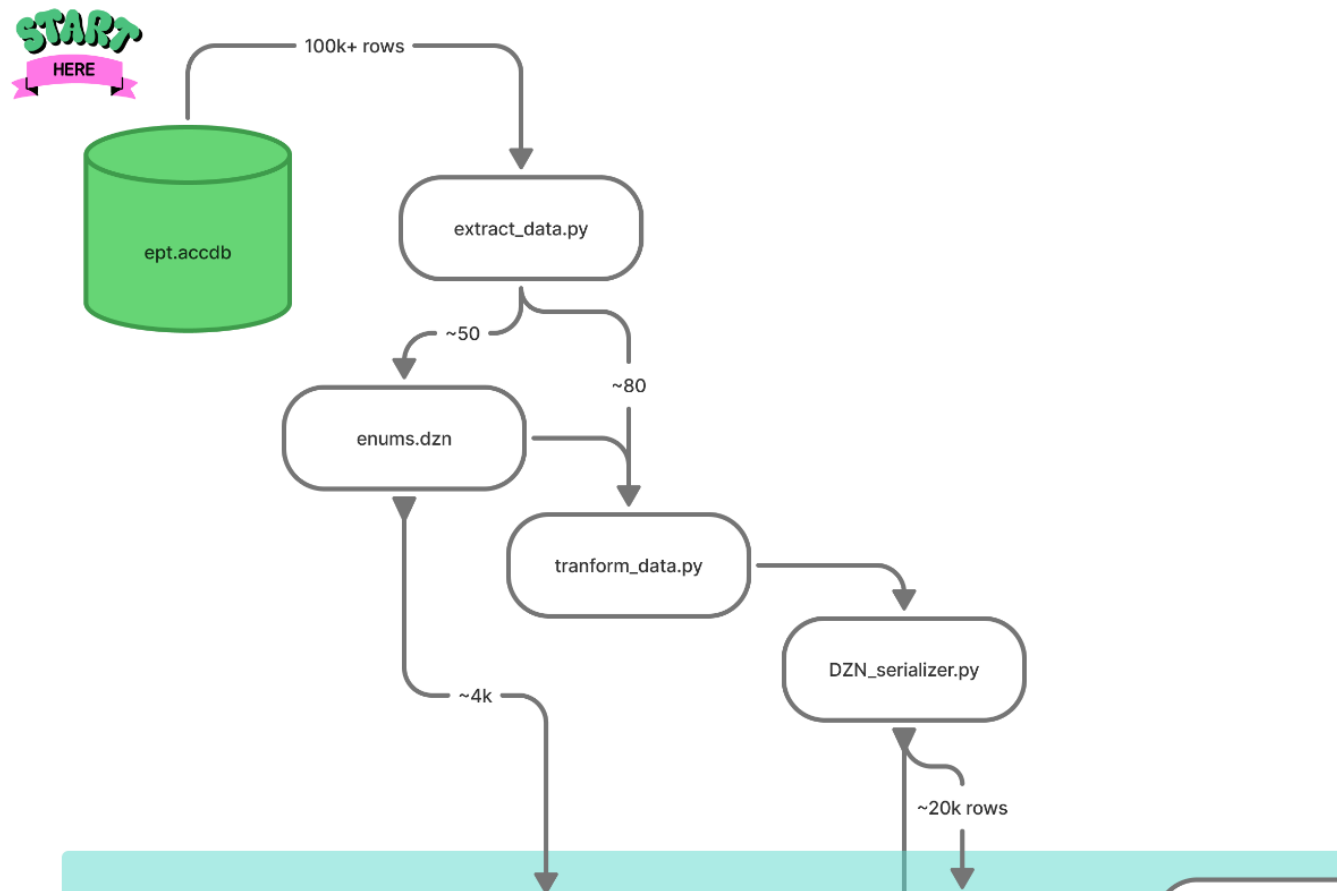 START
HERE
100k+ rows
extract_data.py
ept.accdb
~50
~80
enums.dzn
tranform_data.py
DZN_serializer.py
~4k
~20k rows